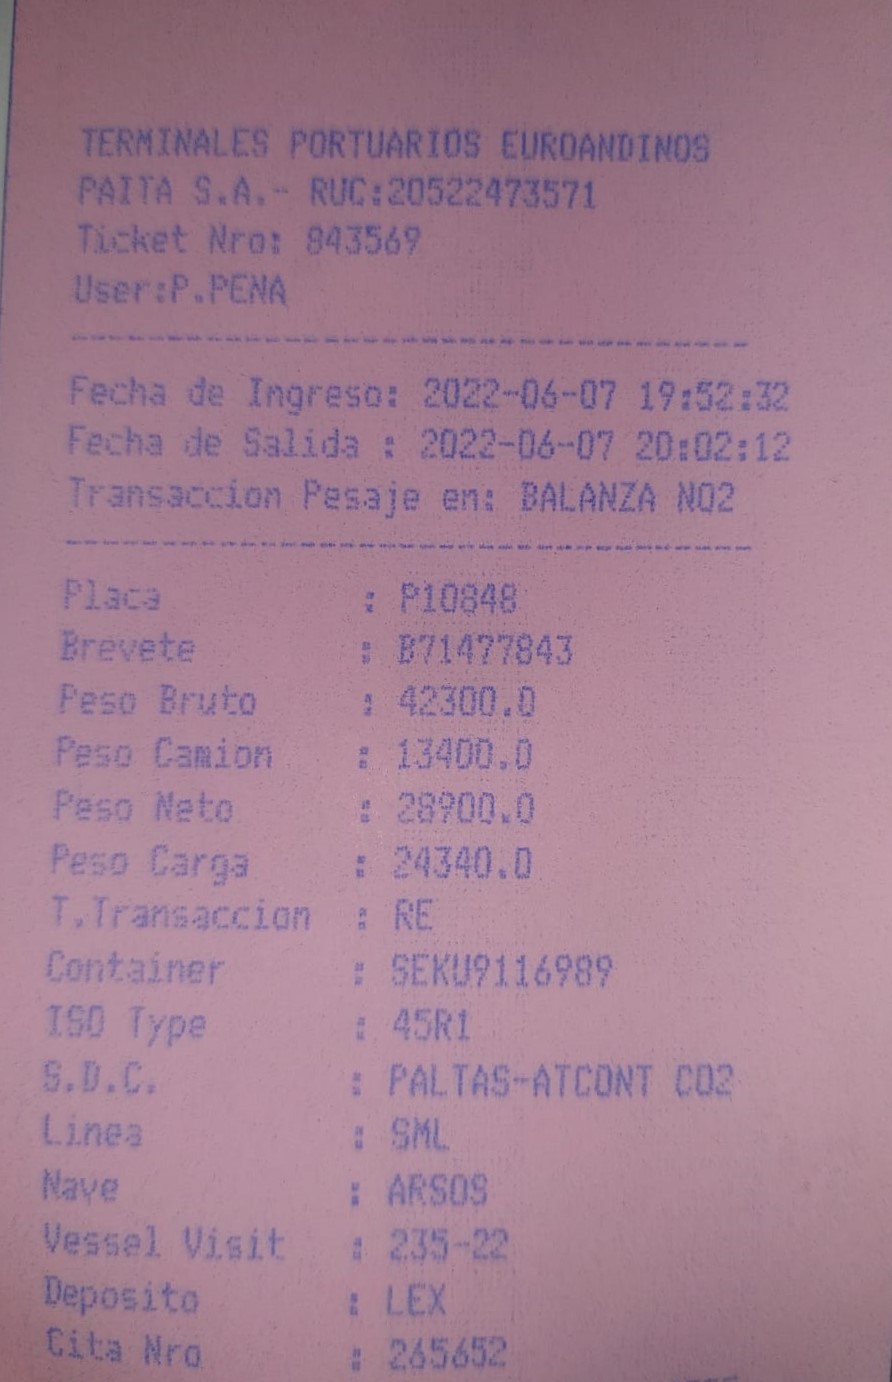 TERMINALES PORTUARIOS EUROANDINOS
PAITA S.A.- RUC:20522473571
Ticket Nro: 843569
User:P.PENA
--------------------------------------------
Fecha de Ingreso: 2022-06-07 19:52:32
Fecha de Salida : 2022-06-07 20:02:12
Transaccion Pesaje en: BALANZA NO2
--------------------------------------------
Placa : P10848
Brevete : B71477843
Peso Bruto : 42300.0
Peso Camion : 13400.0
Peso Neto : 28900.0
Peso Carga : 24340.0
T.Transaccion : RE
Container : SEKU9116989
ISO Type : 45R1
S.D.C. : PALTAS-ATCONT CO2
Linea : SML
Nave : ARSOS
Vessel Visit : 235-22
Deposito : LEX
Cita Nro : 265652